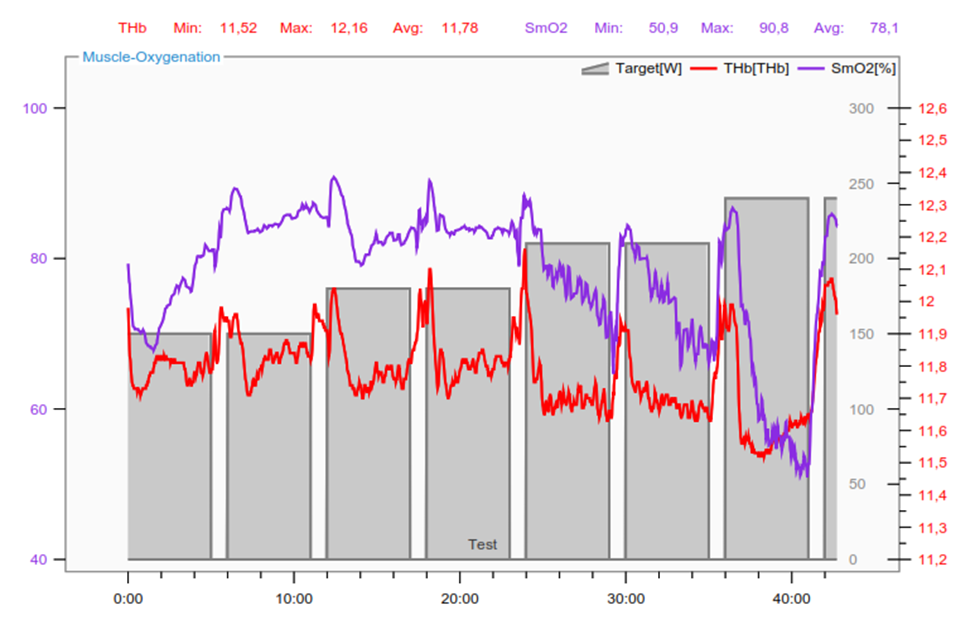 THb Min: 11,52 Max: 12,16 Avg: 11,78 SmO2 Min: 50,9 Max: 90,8 Avg: 78,1
Muscle-Oxygenation
Target[W] THb[THb] SmO2[%]
100 300 12,6
12,5
250 12,4
12,3
12,2
80 200 12,1
12
150 11,9
11,8
60 100 11,7
11,6
11,5
50 11,4
Test 11,3
40 0 11,2
0:00 10:00 20:00 30:00 40:00